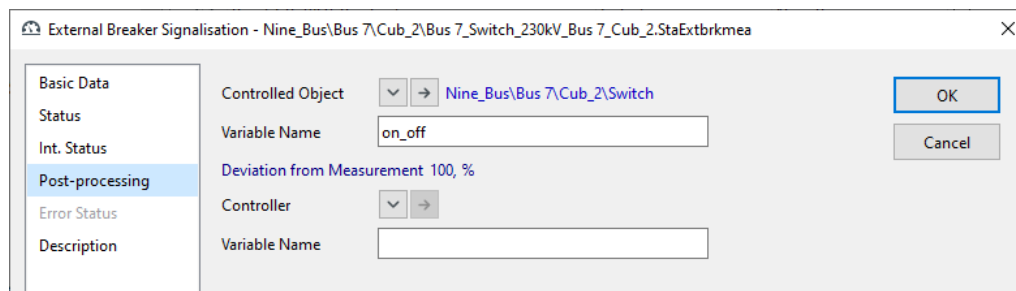 External Breaker Signalisation - Nine_Bus\Bus 7\Cub_2\Bus 7_Switch_230kV_Bus 7_Cub_2.StaExtbrkmea
Basic Data
Status
Int. Status
Post-processing
Error Status
Description
Controlled Object Nine_Bus\Bus 7\Cub_2\Switch
Variable Name on_off
Deviation from Measurement 100, %
Controller
Variable Name
OK
Cancel